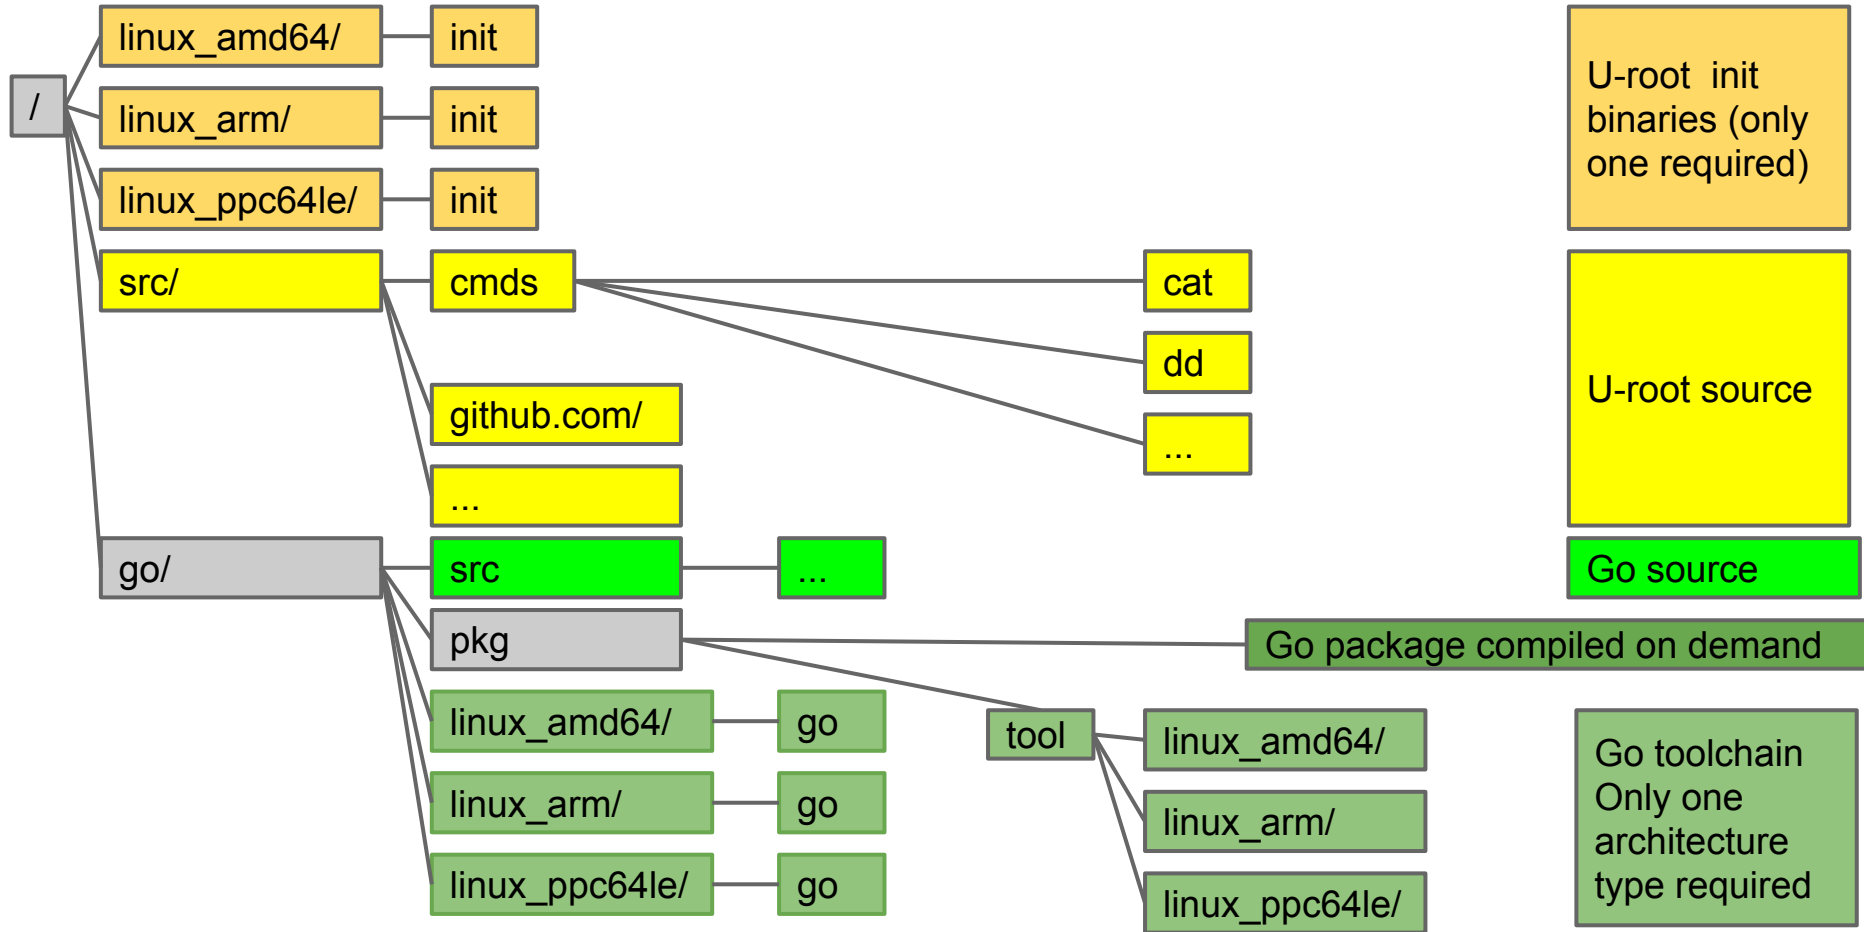 linux_amd64/
init
U-root init
binaries (only
one required)
/
linux_arm/
init
linux_ppc64le/
init
src/
cmds
cat
dd
U-root source
github.com/
...
...
go/
src
...
Go source
pkg
Go package compiled on demand
linux_amd64/
go
tool
linux_amd64/
Go toolchain
Only one
architecture
type required
linux_arm/
go
linux_arm/
linux_ppc64le/
go
linux_ppc64le/